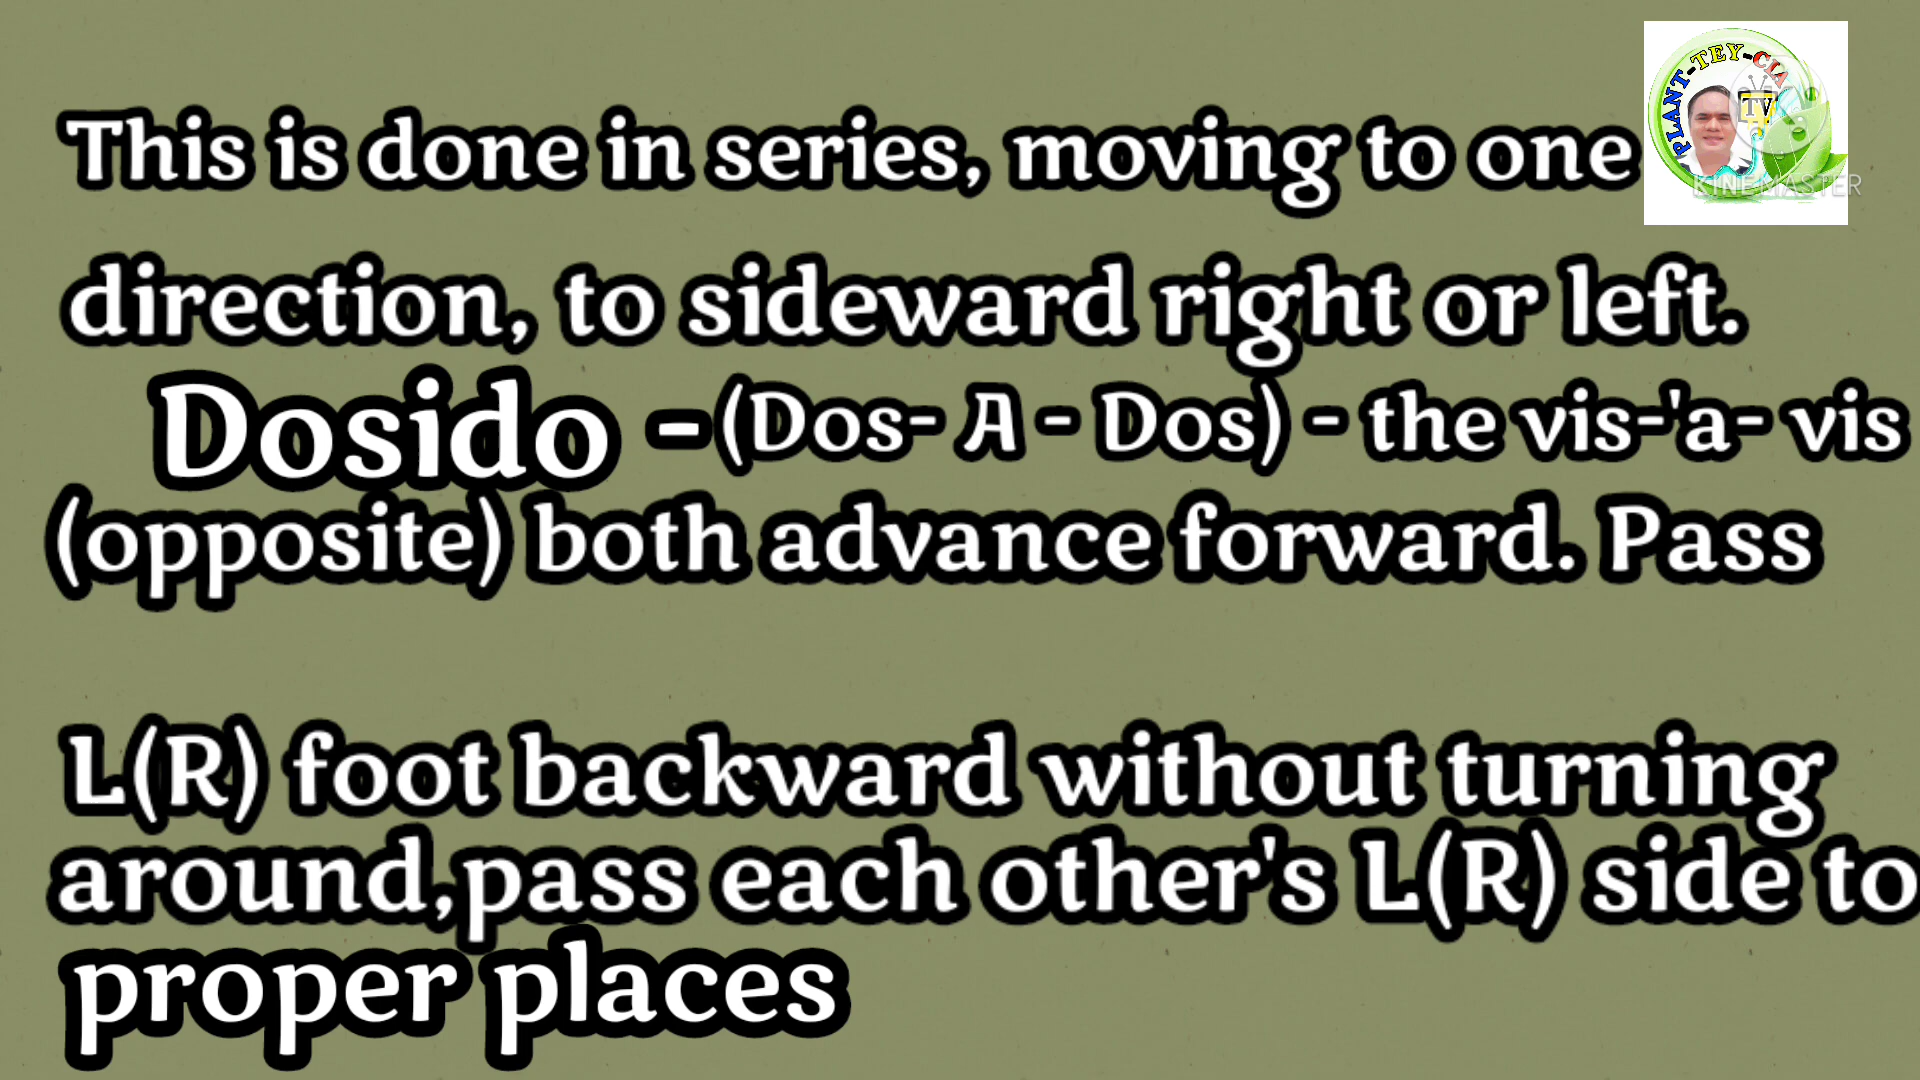 PLANT-TEY-CIA
TV
KINEMASTER
This is done in series, moving to one
direction, to sideward right or left.
Dosido -(Dos- A - Dos) - the vis-'a- vis
(opposite) both advance forward. Pass
L(R) foot backward without turning
around,pass each other's L(R) side to
proper places